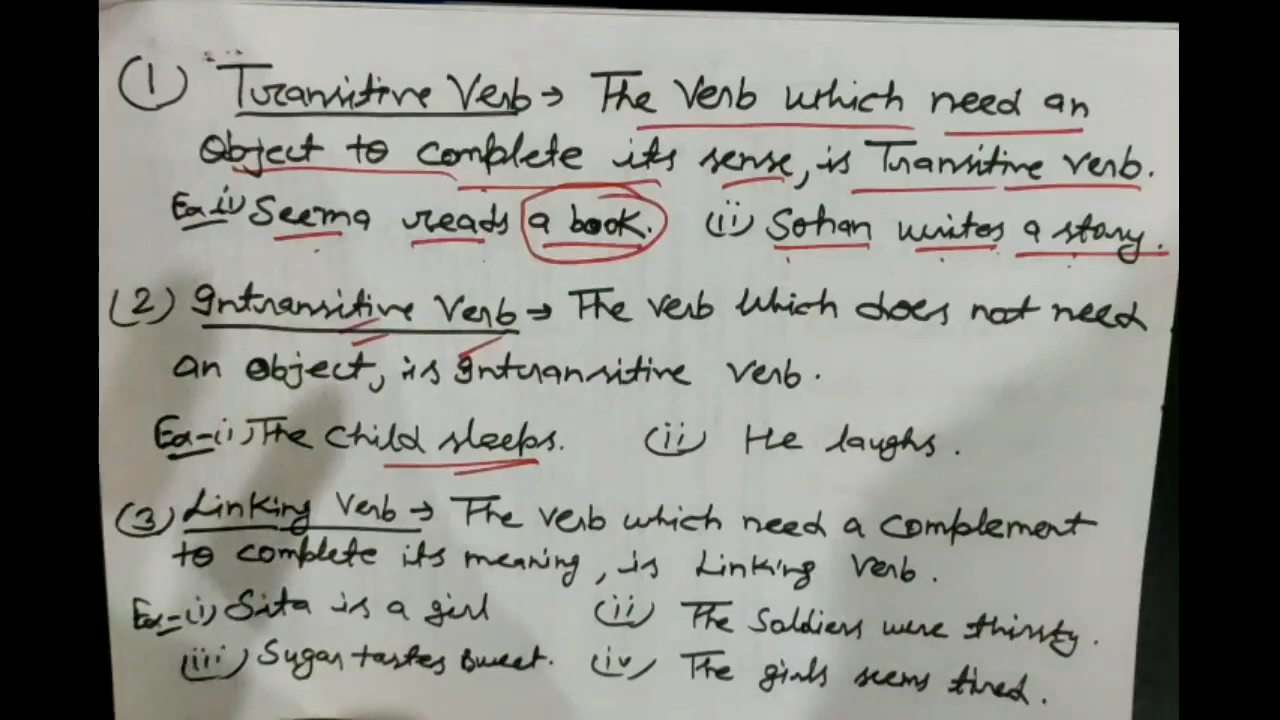 (1) Transitive Verb → The Verb which need an
Object to complete its sense, is Transitive verb.
Ex-i) Seema reads a book. (ii) Sohan writes a story.
(2) Intransitive Verb → The verb which does not need
an object, is Intransitive verb.
Ex-(i) The child sleeps. (ii) He laughs.
(3) Linking Verb → The verb which need a complement
to complete its meaning, is Linking verb.
Ex-i) Sita is a girl (ii) The Soldiers were thirsty.
(iii) Sugar tastes sweet. (iv) The girls seems tired.